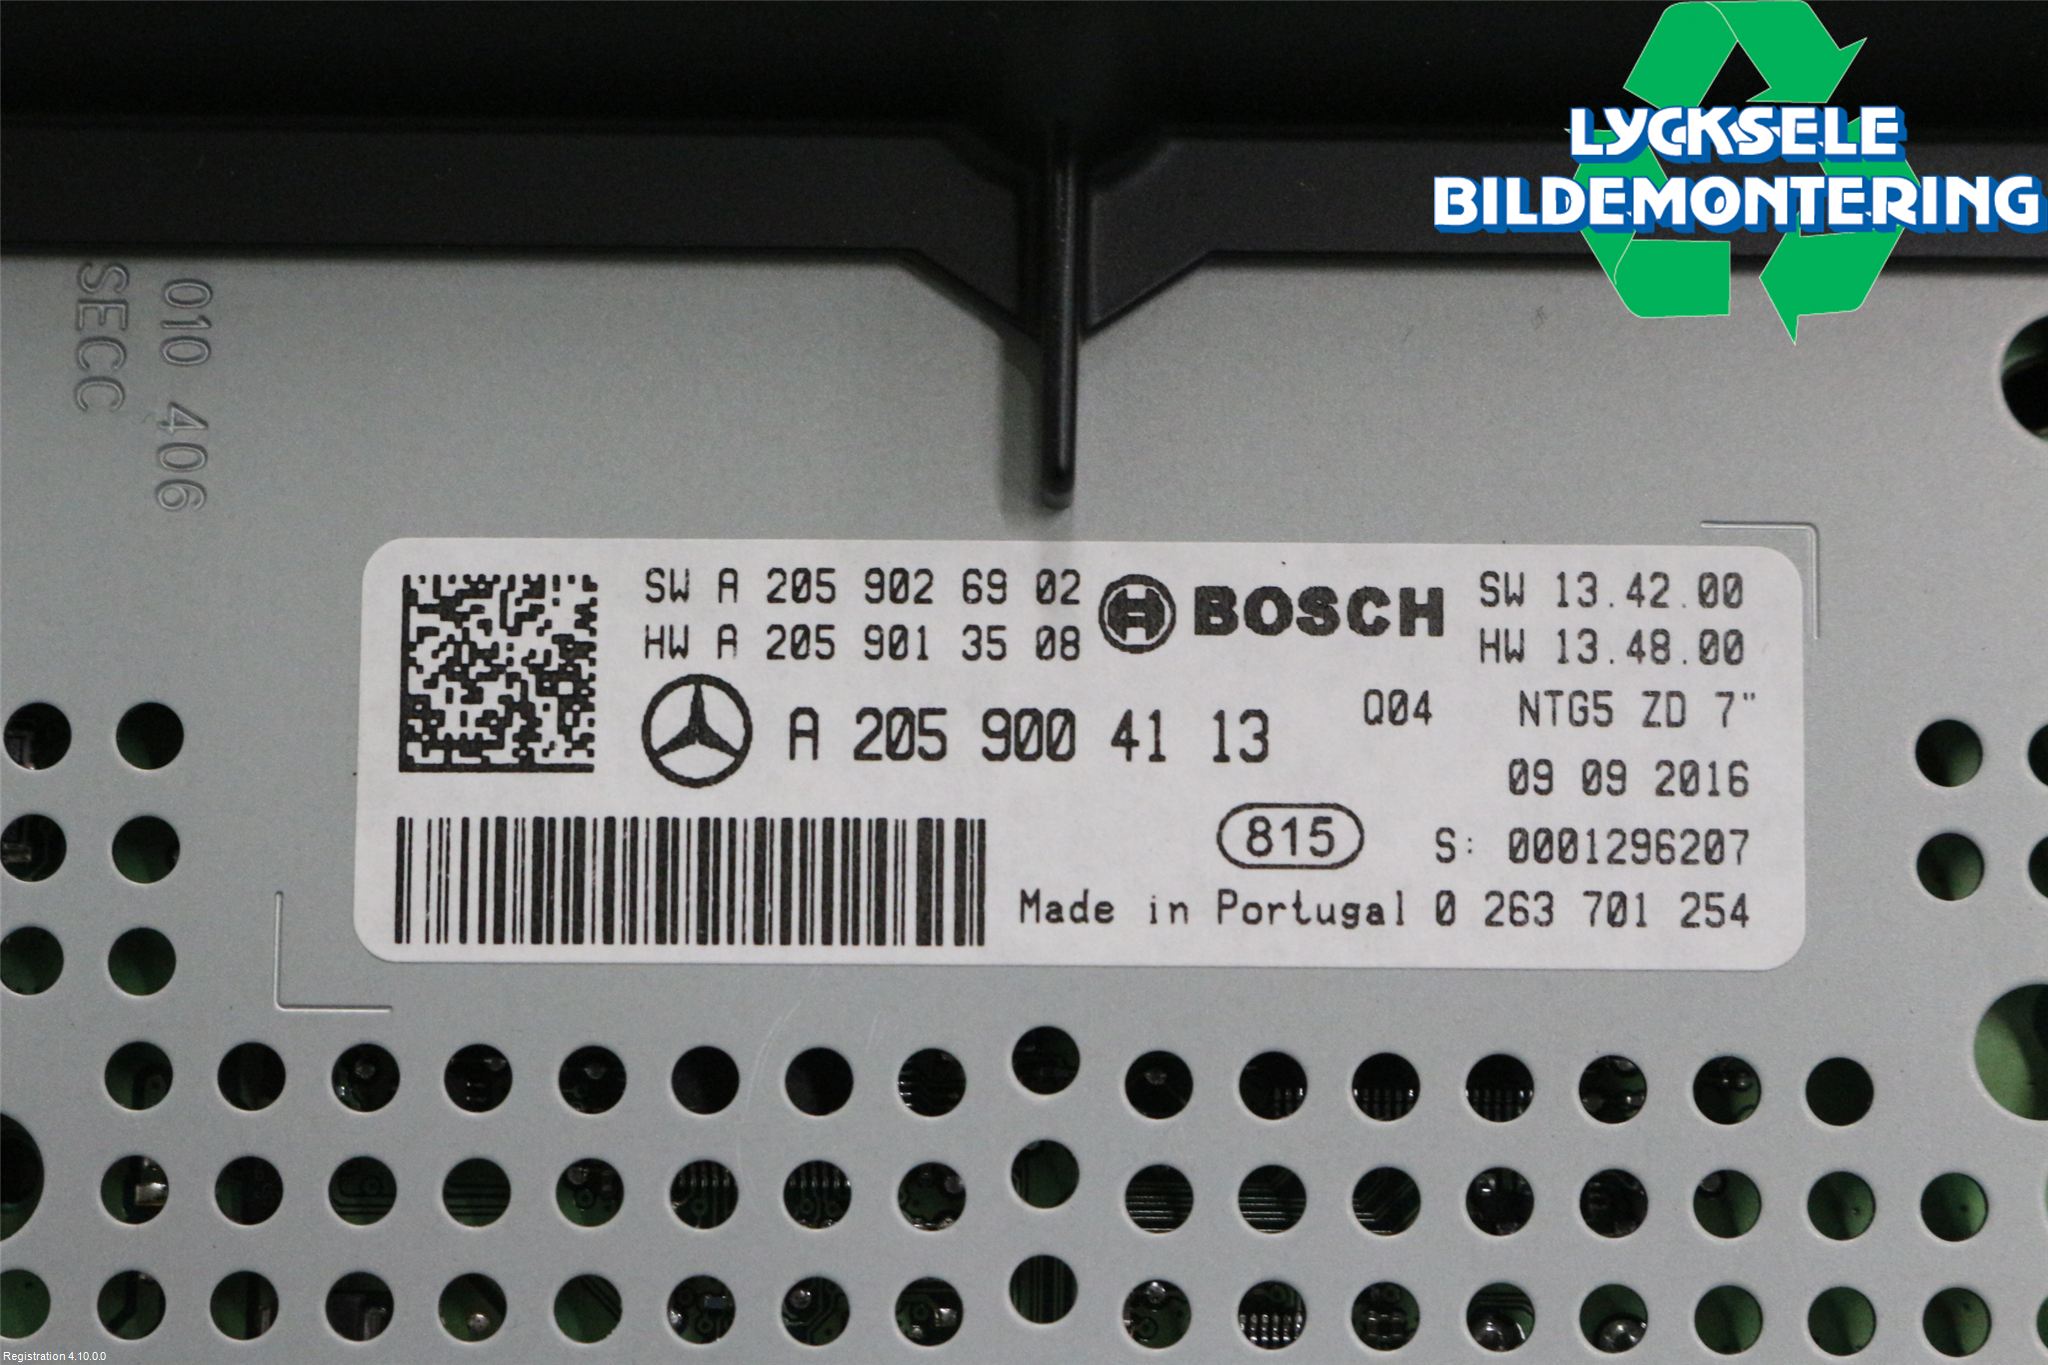 LYCKSELE
BILDEMONTERING
010 406
SECC
SW A 205 902 69 02
HW A 205 901 35 08
BOSCH
SW 13.42.00
HW 13.48.00
A 205 900 41 13
Q04 NTG5 ZD 7"
09 09 2016
815
S: 0001296207
Made in Portugal 0 263 701 254
Registration 4.10.0.0